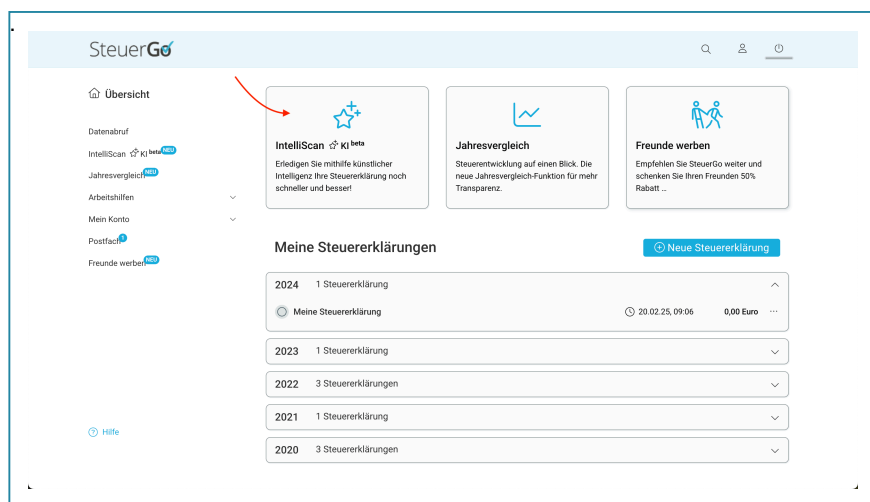 SteuerGo
Übersicht
Datenabruf
IntelliScan KI beta NEU
Jahresvergleich NEU
Arbeitshilfen
Mein Konto
Postfach 1
Freunde werben NEU
Hilfe
IntelliScan KI beta
Erledigen Sie mithilfe künstlicher
Intelligenz Ihre Steuererklärung noch
schneller und besser!
Jahresvergleich
Steuerentwicklung auf einen Blick. Die
neue Jahresvergleich-Funktion für mehr
Transparenz.
Freunde werben
Empfehlen Sie SteuerGo weiter und
schenken Sie Ihren Freunden 50%
Rabatt ...
Meine Steuererklärungen
Neue Steuererklärung
2024 1 Steuererklärung
Meine Steuererklärung 20.02.25, 09:06 0,00 Euro ...
2023 1 Steuererklärung
2022 3 Steuererklärungen
2021 1 Steuererklärung
2020 3 Steuererklärungen